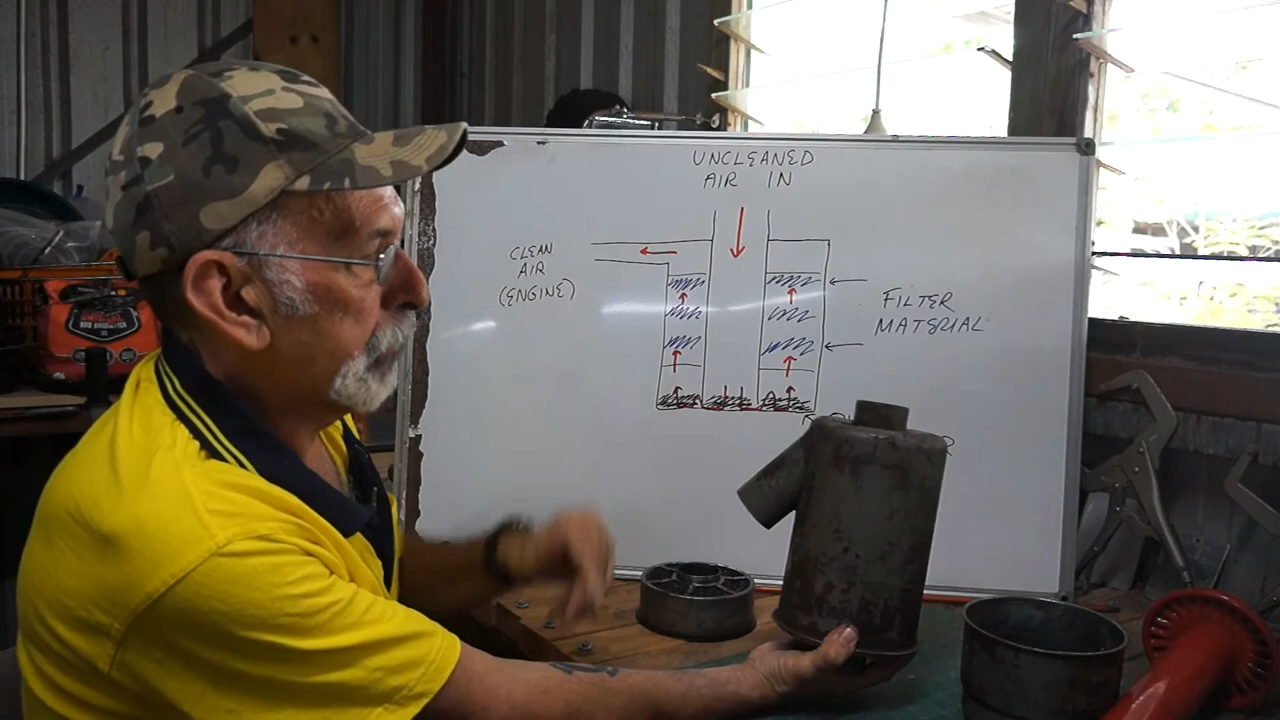 UNCLEANED
AIR IN
CLEAN
AIR
(ENGINE)
FILTER
MATERIAL